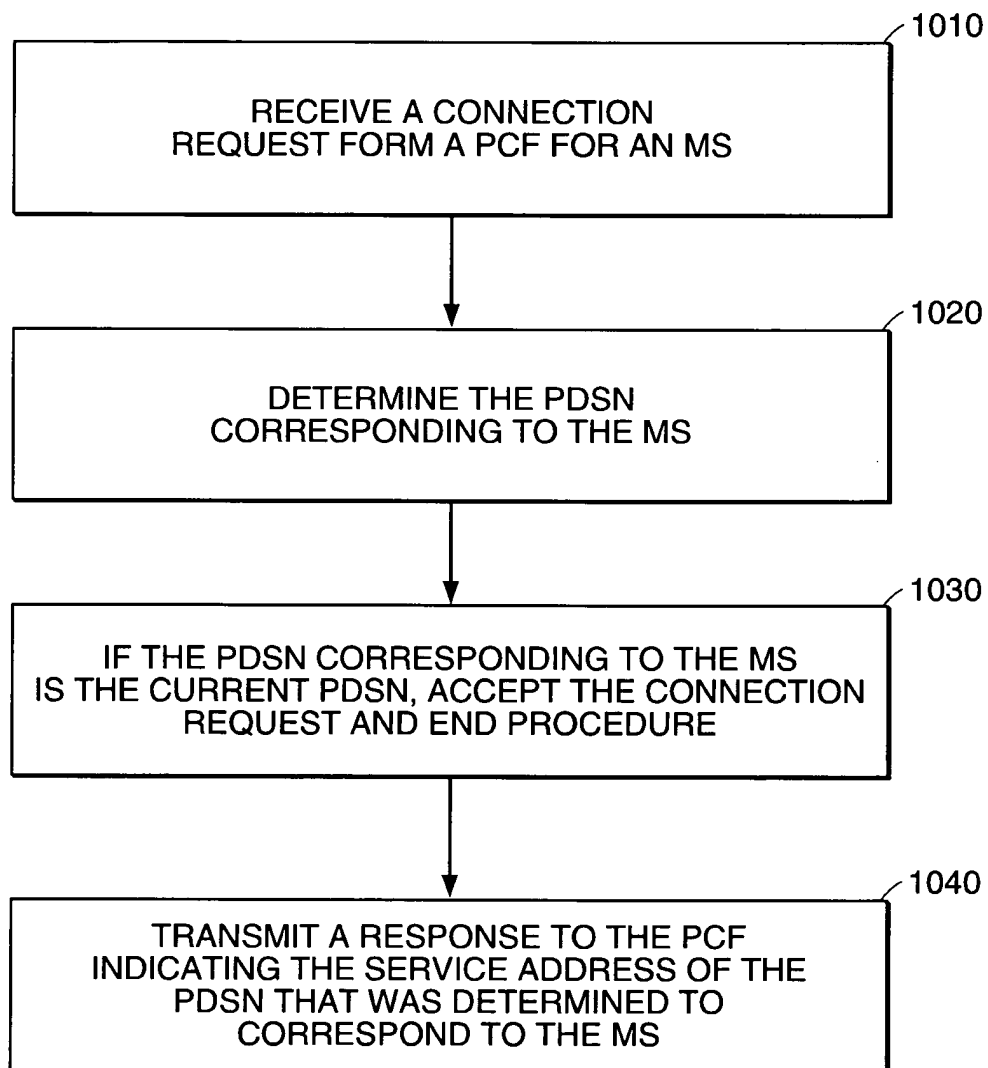 1010
RECEIVE A CONNECTION
REQUEST FORM A PCF FOR AN MS
1020
DETERMINE THE PDSN
CORRESPONDING TO THE MS
1030
IF THE PDSN CORRESPONDING TO THE MS
IS THE CURRENT PDSN, ACCEPT THE CONNECTION
REQUEST AND END PROCEDURE
1040
TRANSMIT A RESPONSE TO THE PCF
INDICATING THE SERVICE ADDRESS OF THE
PDSN THAT WAS DETERMINED TO
CORRESPOND TO THE MS